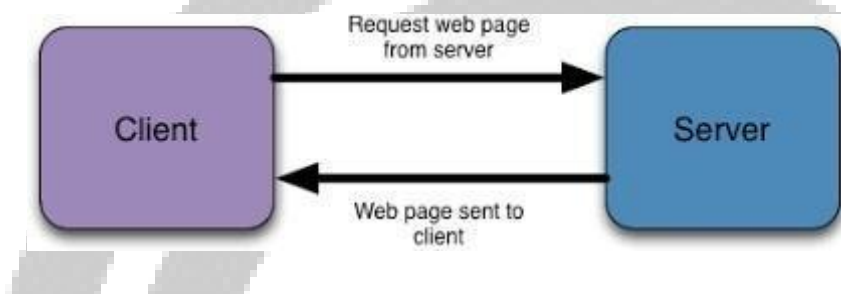 Request web page
from server
Client
Server
Web page sent to
client